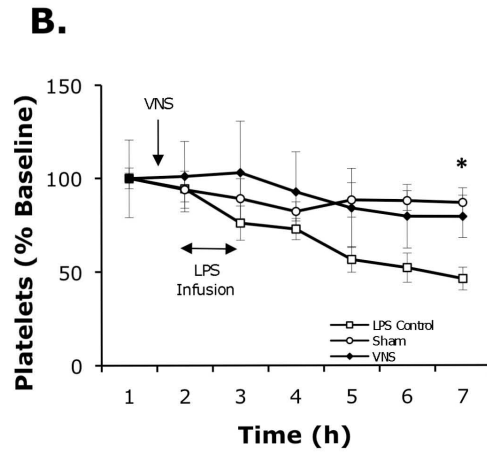 B.
150
VNS
*
100
50
LPS
Infusion
LPS Control
Sham
VNS
0
1 2 3 4 5 6 7
Time (h)
Platelets (% Baseline)